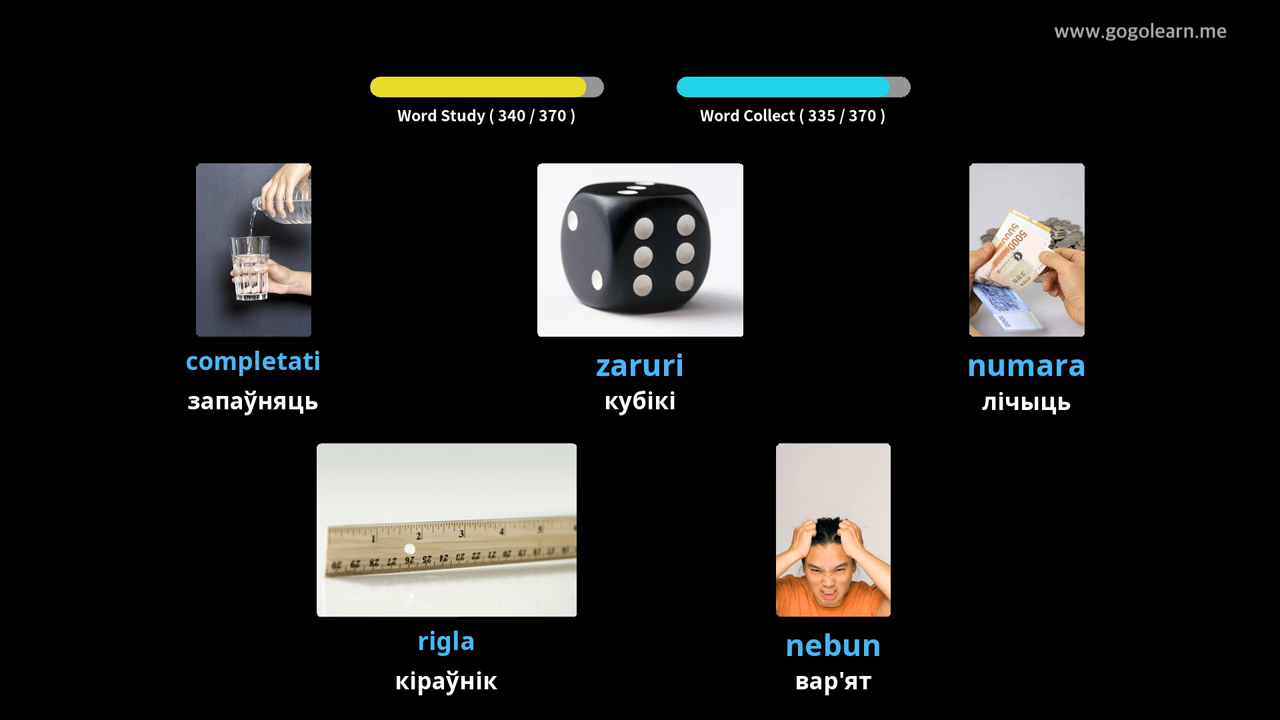 www.gogolearn.me
Word Study ( 340 / 370 )
Word Collect ( 335 / 370 )
completati
запаўняць
zaruri
кубікі
numara
лічыць
rigla
кіраўнік
nebun
вар'ят